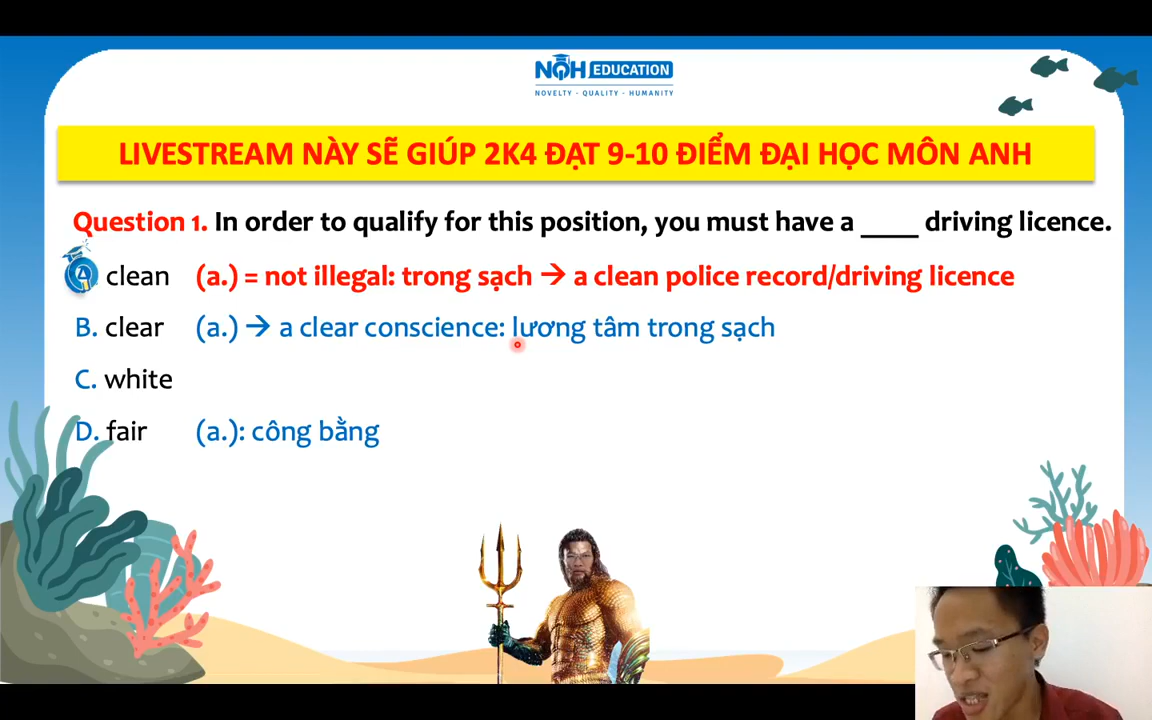 NQH EDUCATION
NOVELTY - QUALITY - HUMANITY
LIVESTREAM NÀY SẼ GIÚP 2K4 ĐẠT 9-10 ĐIỂM ĐẠI HỌC MÔN ANH
Question 1. In order to qualify for this position, you must have a ____ driving licence.
A clean (a.) = not illegal: trong sạch → a clean police record/driving licence
B. clear (a.) → a clear conscience: lương tâm trong sạch
C. white
D. fair (a.): công bằng